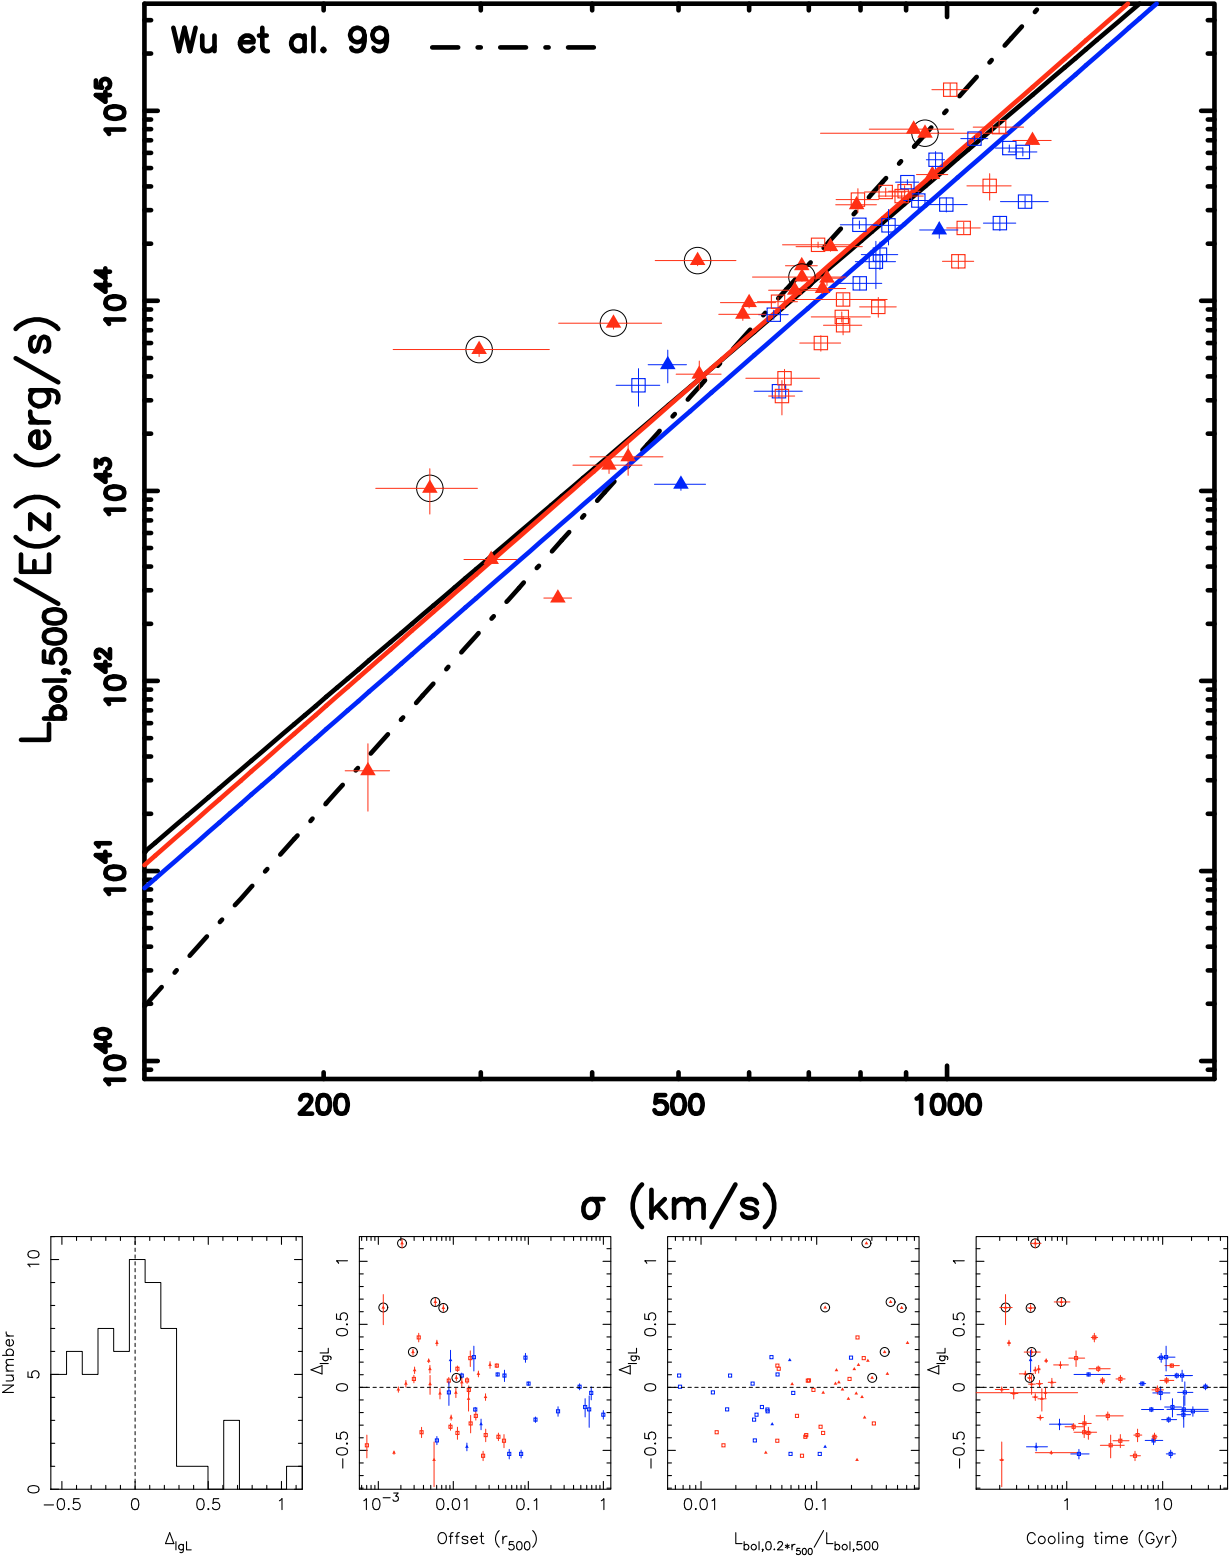 Wu et al. 99
L_bol,500/E(z) (erg/s)
10^45
10^44
10^43
10^42
10^41
10^40
200 500 1000
σ (km/s)
Number
10
5
0
−0.5 0 0.5 1
Δ_lgL
Δ_lgL
1
0.5
0
−0.5
10^−3 0.01 0.1 1
Offset (r_500)
Δ_lgL
1
0.5
0
−0.5
0.01 0.1
L_bol,0.2*r_500/L_bol,500
Δ_lgL
1
0.5
0
−0.5
1 10
Cooling time (Gyr)